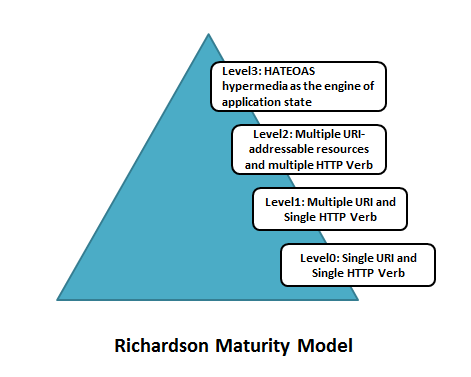 Level3: HATEOAS
hypermedia as the engine of
application state
Level2: Multiple URI-
addressable resources
and multiple HTTP Verb
Level1: Multiple URI and
Single HTTP Verb
Level0: Single URI and
Single HTTP Verb
Richardson Maturity Model